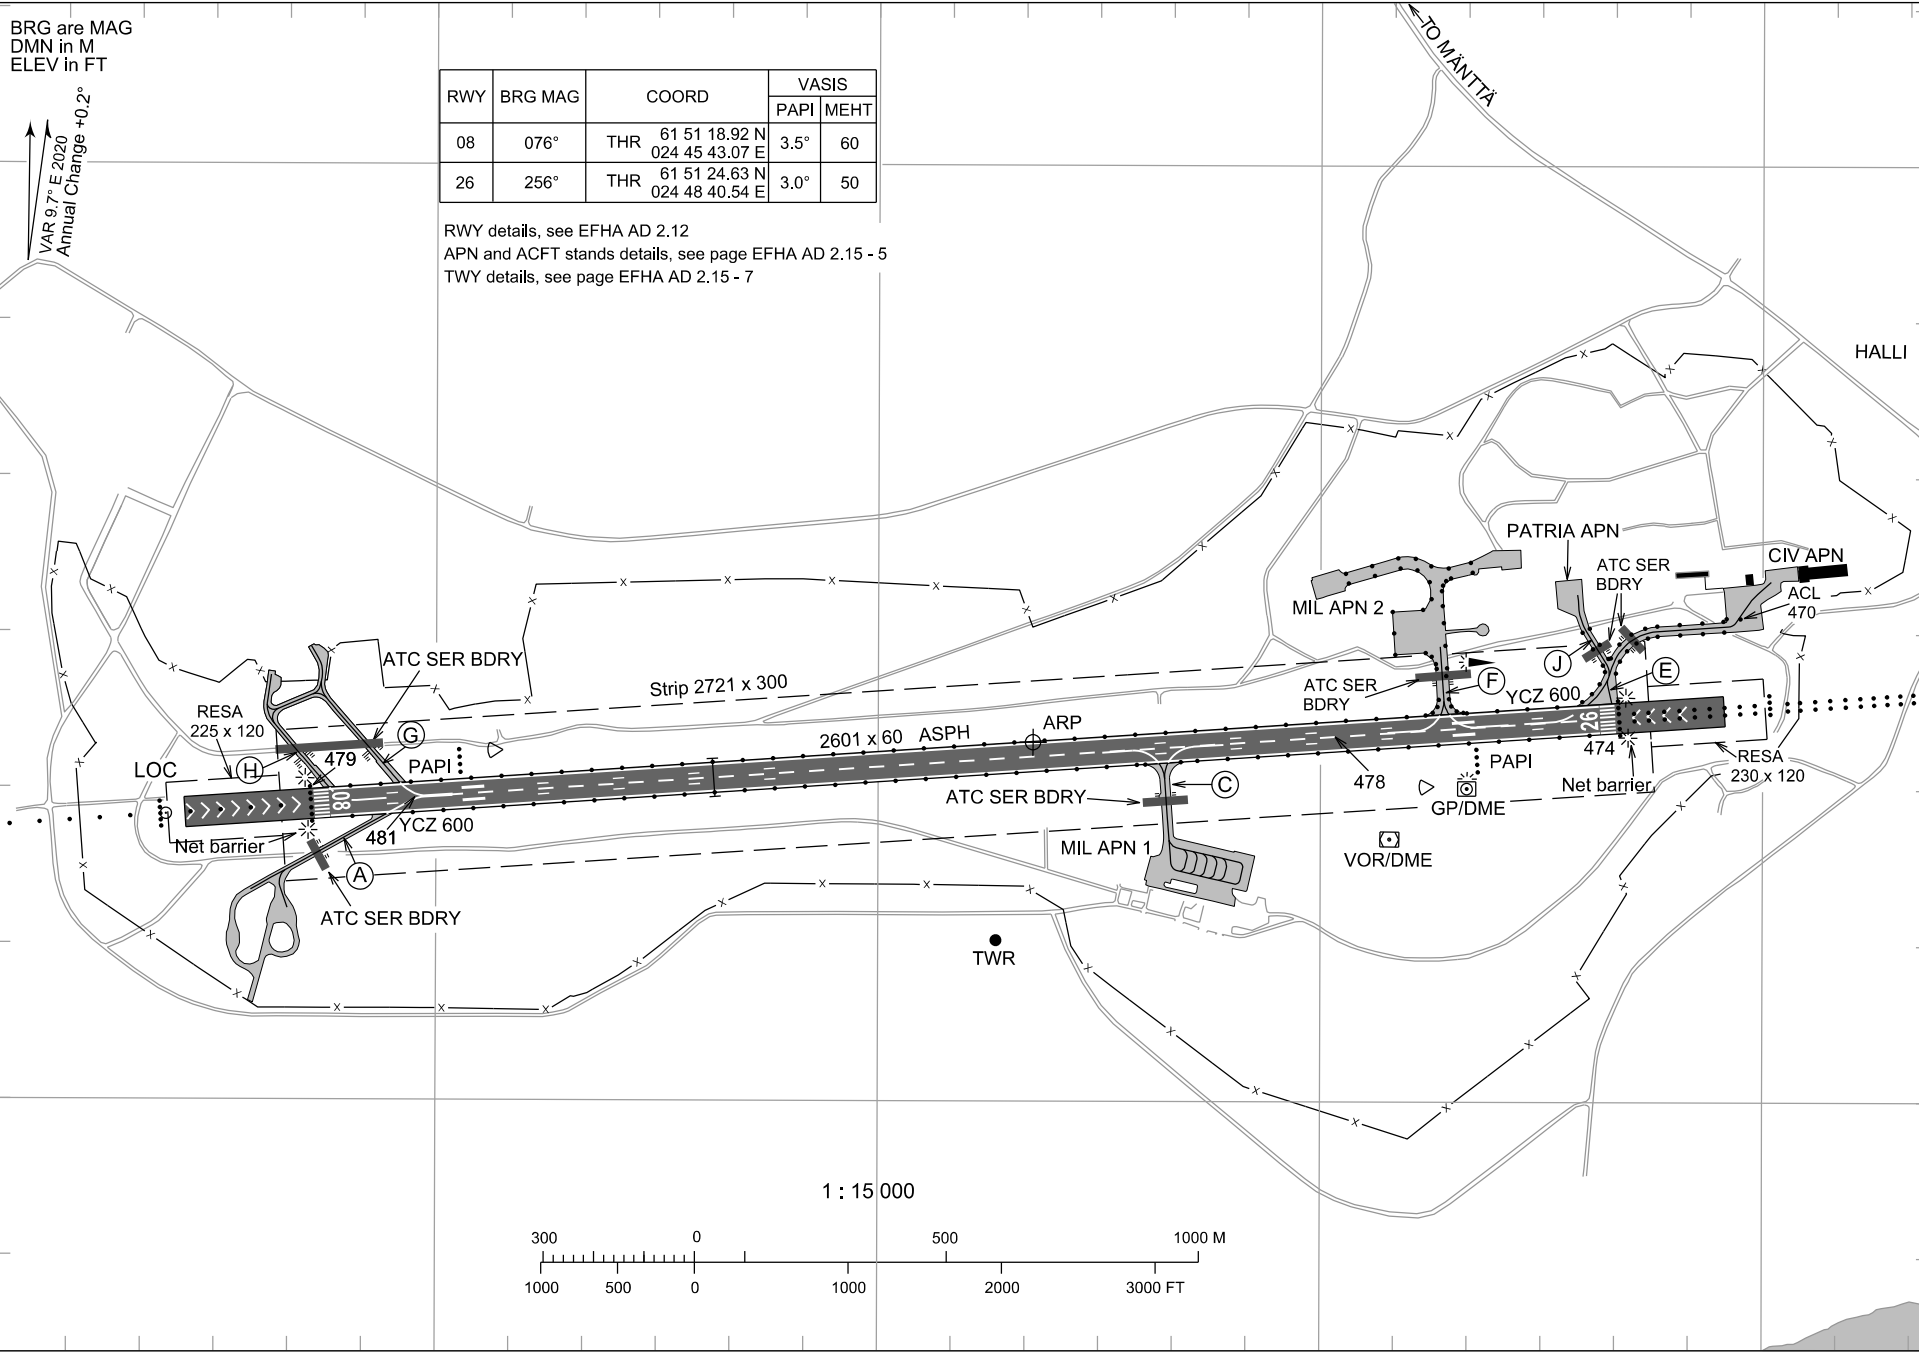 BRG are MAG
DMN in M
ELEV in FT
VAR 9.7° E 2020
Annual Change +0.2°
RWY BRG MAG COORD VASIS
PAPI MEHT
08 076° THR 61 51 18.92 N 024 45 43.07 E 3.5° 60
26 256° THR 61 51 24.63 N 024 48 40.54 E 3.0° 50
RWY details, see EFHA AD 2.12
APN and ACFT stands details, see page EFHA AD 2.15 - 5
TWY details, see page EFHA AD 2.15 - 7
TO MÄNTTÄ
HALLI
PATRIA APN
CIV APN
ATC SER
BDRY
ACL
470
MIL APN 2
J
E
ATC SER BDRY
Strip 2721 x 300
ATC SER
BDRY
F
YCZ 600
RESA
225 x 120
G
H
479
PAPI
2601 x 60 ASPH
ARP
26
474
LOC
08
478
PAPI
RESA
230 x 120
C
ATC SER BDRY
Net barrier
GP/DME
YCZ 600
481
Net barrier
A
MIL APN 1
VOR/DME
ATC SER BDRY
TWR
1 : 15 000
300 0 500 1000 M
1000 500 0 1000 2000 3000 FT